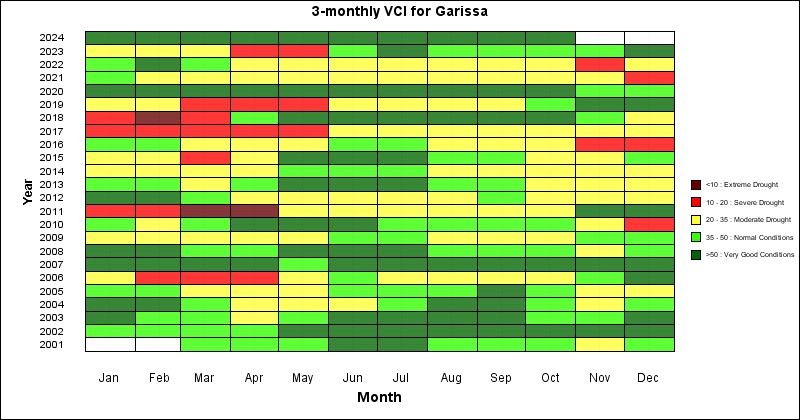 3-monthly VCI for Garissa
2024
2023
2022
2021
2020
2019
2018
2017
2016
2015
2014
2013
2012
2011
2010
2009
2008
2007
2006
2005
2004
2003
2002
2001
Year
Jan Feb Mar Apr May Jun Jul Aug Sep Oct Nov Dec
Month
<10 : Extreme Drought
10 - 20 : Severe Drought
20 - 35 : Moderate Drought
35 - 50 : Normal Conditions
>50 : Very Good Conditions